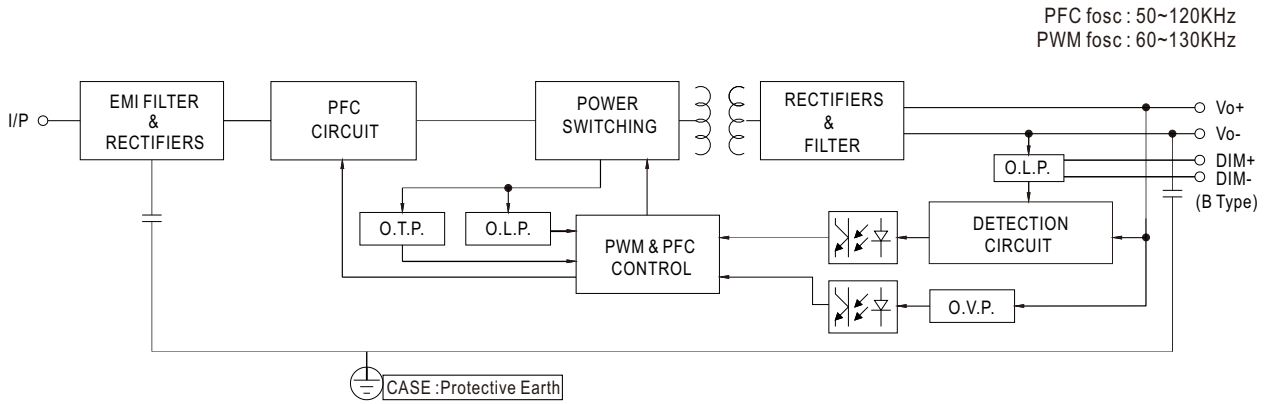 PFC fosc : 50~120KHz
PWM fosc : 60~130KHz
I/P
EMI FILTER
&
RECTIFIERS
PFC
CIRCUIT
POWER
SWITCHING
RECTIFIERS
&
FILTER
Vo+
Vo-
DIM+
DIM-
(B Type)
O.L.P.
O.T.P.
O.L.P.
PWM & PFC
CONTROL
DETECTION
CIRCUIT
O.V.P.
CASE :Protective Earth